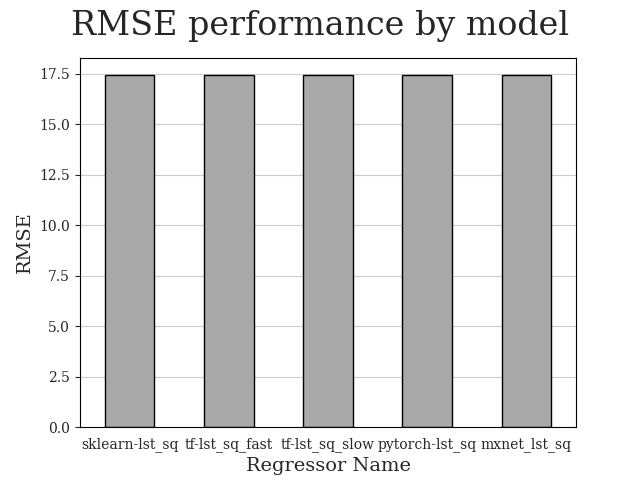 RMSE performance by model
17.5
15.0
12.5
10.0
7.5
5.0
2.5
0.0
RMSE
sklearn-lst_sq tf-lst_sq_fast tf-lst_sq_slow pytorch-lst_sq mxnet_lst_sq
Regressor Name